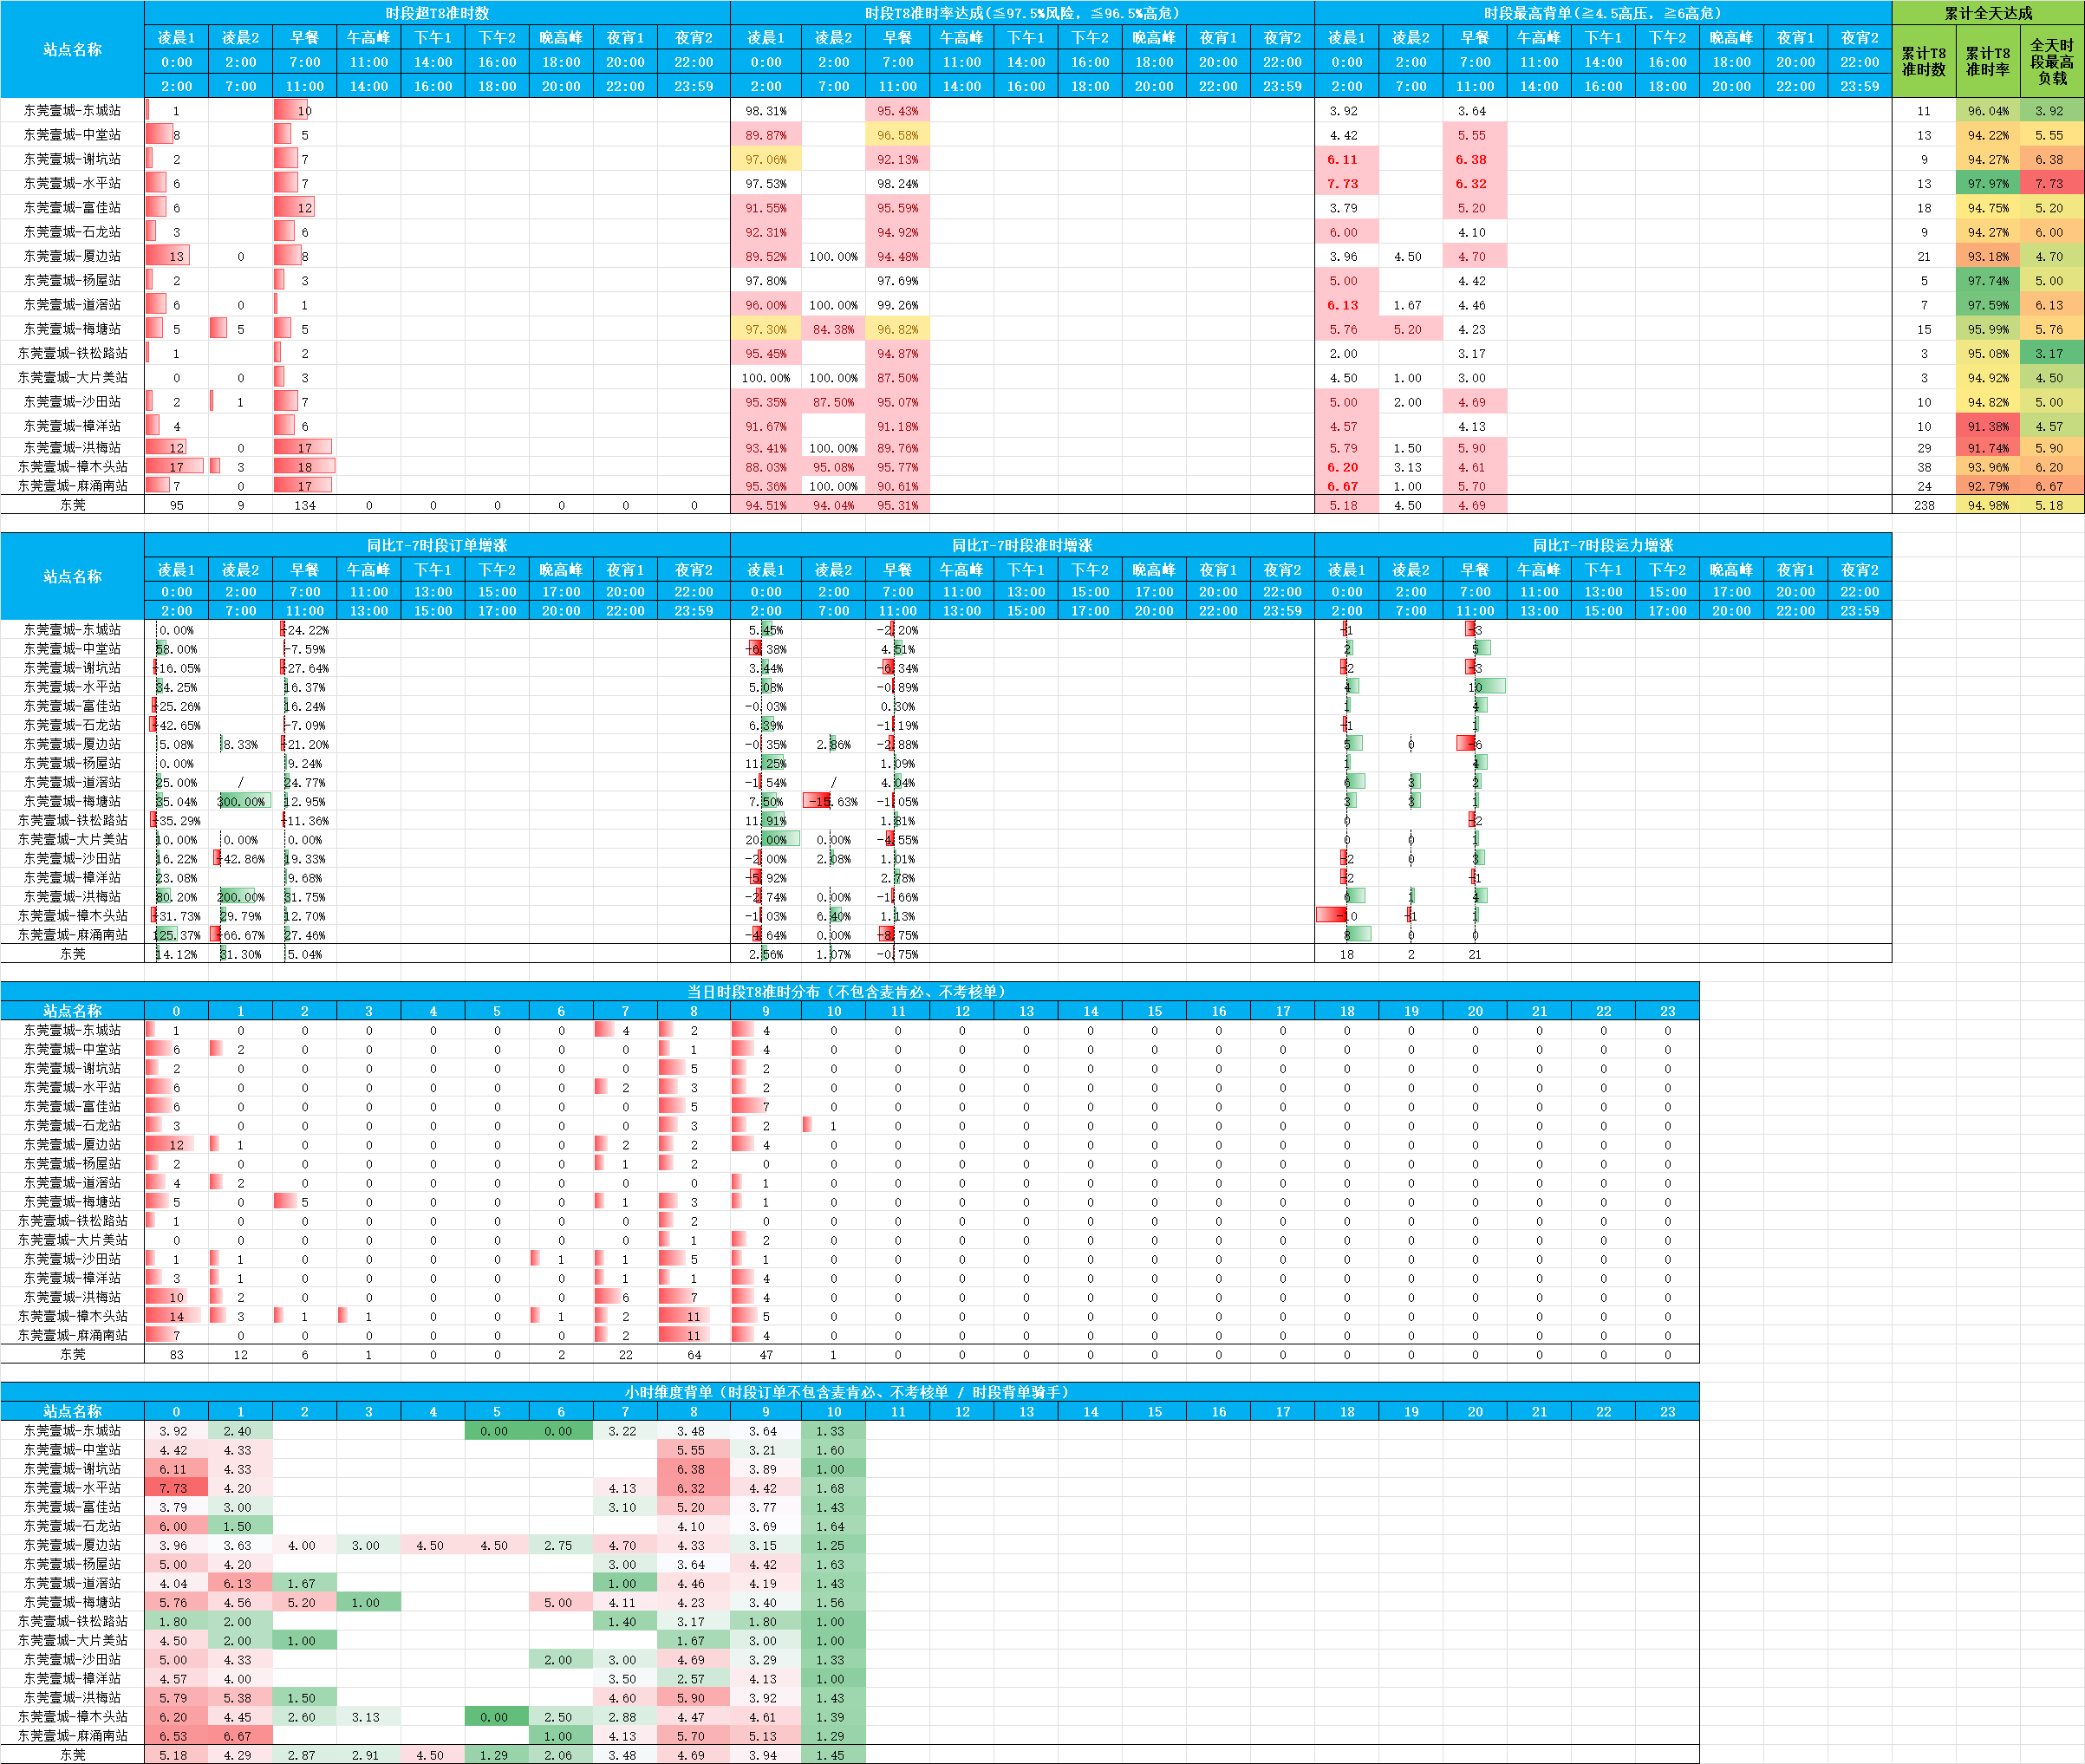 站点名称 时段超T8准时数 时段T8准时率达成(≦97.5%风险，≦96.5%高危) 时段最高背单(≧4.5高压，≧6高危) 累计全天达成
凌晨1 凌晨2 早餐 午高峰 下午1 下午2 晚高峰 夜宵1 夜宵2 凌晨1 凌晨2 早餐 午高峰 下午1 下午2 晚高峰 夜宵1 夜宵2 凌晨1 凌晨2 早餐 午高峰 下午1 下午2 晚高峰 夜宵1 夜宵2 累计T8准时数 累计T8准时率 全天时段最高负载
0:00 2:00 7:00 11:00 14:00 16:00 18:00 20:00 22:00 0:00 2:00 7:00 11:00 14:00 16:00 18:00 20:00 22:00 0:00 2:00 7:00 11:00 14:00 16:00 18:00 20:00 22:00
2:00 7:00 11:00 14:00 16:00 18:00 20:00 22:00 23:59 2:00 7:00 11:00 14:00 16:00 18:00 20:00 22:00 23:59 2:00 7:00 11:00 14:00 16:00 18:00 20:00 22:00 23:59
东莞壹城-东城站 1 10 98.31% 95.43% 3.92 3.64 11 96.04% 3.92
东莞壹城-中堂站 8 5 89.87% 96.58% 4.42 5.55 13 94.22% 5.55
东莞壹城-谢坑站 2 7 97.06% 92.13% 6.11 6.38 9 94.27% 6.38
东莞壹城-水平站 6 7 97.53% 98.24% 7.73 6.32 13 97.97% 7.73
东莞壹城-富佳站 6 12 91.55% 95.59% 3.79 5.20 18 94.75% 5.20
东莞壹城-石龙站 3 6 92.31% 94.92% 6.00 4.10 9 94.27% 6.00
东莞壹城-厦边站 13 0 8 89.52% 100.00% 94.48% 3.96 4.50 4.70 21 93.18% 4.70
东莞壹城-杨屋站 2 3 97.80% 97.69% 5.00 4.42 5 97.74% 5.00
东莞壹城-道滘站 6 0 1 96.00% 100.00% 99.26% 6.13 1.67 4.46 7 97.59% 6.13
东莞壹城-梅塘站 5 5 5 97.30% 84.38% 96.82% 5.76 5.20 4.23 15 95.99% 5.76
东莞壹城-铁松路站 1 2 95.45% 94.87% 2.00 3.17 3 95.08% 3.17
东莞壹城-大片美站 0 0 3 100.00% 100.00% 87.50% 4.50 1.00 3.00 3 94.92% 4.50
东莞壹城-沙田站 2 1 7 95.35% 87.50% 95.07% 5.00 2.00 4.69 10 94.82% 5.00
东莞壹城-樟洋站 4 6 91.67% 91.18% 4.57 4.13 10 91.38% 4.57
东莞壹城-洪梅站 12 0 17 93.41% 100.00% 89.76% 5.79 1.50 5.90 29 91.74% 5.90
东莞壹城-樟木头站 17 3 18 88.03% 95.08% 95.77% 6.20 3.13 4.61 38 93.96% 6.20
东莞壹城-麻涌南站 7 0 17 95.36% 100.00% 90.61% 6.67 1.00 5.70 24 92.79% 6.67
东莞 95 9 134 0 0 0 0 0 0 94.51% 94.04% 95.31% 5.18 4.50 4.69 238 94.98% 5.18
站点名称 同比T-7时段订单增涨 同比T-7时段准时增涨 同比T-7时段运力增涨
凌晨1 凌晨2 早餐 午高峰 下午1 下午2 晚高峰 夜宵1 夜宵2 凌晨1 凌晨2 早餐 午高峰 下午1 下午2 晚高峰 夜宵1 夜宵2 凌晨1 凌晨2 早餐 午高峰 下午1 下午2 晚高峰 夜宵1 夜宵2
0:00 2:00 7:00 11:00 13:00 15:00 17:00 20:00 22:00 0:00 2:00 7:00 11:00 13:00 15:00 17:00 20:00 22:00 0:00 2:00 7:00 11:00 13:00 15:00 17:00 20:00 22:00
2:00 7:00 11:00 13:00 15:00 17:00 20:00 22:00 23:59 2:00 7:00 11:00 13:00 15:00 17:00 20:00 22:00 23:59 2:00 7:00 11:00 13:00 15:00 17:00 20:00 22:00 23:59
东莞壹城-东城站 0.00% -24.22% 5.45% -2.20% -1 -3
东莞壹城-中堂站 58.00% -7.59% -6.38% 4.51% 2 5
东莞壹城-谢坑站 -16.05% -27.64% 3.44% -6.34% -2 -3
东莞壹城-水平站 34.25% 16.37% 5.08% -0.89% 4 10
东莞壹城-富佳站 -25.26% 16.24% -0.03% 0.30% 1 4
东莞壹城-石龙站 -42.65% -7.09% 6.39% -1.19% -1 1
东莞壹城-厦边站 5.08% 8.33% -21.20% -0.35% 2.86% -2.88% 5 0 -6
东莞壹城-杨屋站 0.00% 9.24% 11.25% 1.09% 1 4
东莞壹城-道滘站 25.00% / 24.77% -1.54% / 4.04% 6 3 2
东莞壹城-梅塘站 35.04% 300.00% 12.95% 7.50% -15.63% -1.05% 3 3 1
东莞壹城-铁松路站 -35.29% -11.36% 11.91% 1.81% 0 -2
东莞壹城-大片美站 10.00% 0.00% 0.00% 20.00% 0.00% -4.55% 0 0 1
东莞壹城-沙田站 16.22% -42.86% 19.33% -2.00% 2.08% 1.01% -2 0 3
东莞壹城-樟洋站 23.08% 9.68% -5.92% 2.78% -2 -1
东莞壹城-洪梅站 80.20% 200.00% 31.75% -2.74% 0.00% -1.66% 6 1 4
东莞壹城-樟木头站 -31.73% 29.79% 12.70% -1.03% 6.40% 1.13% -10 -1 1
东莞壹城-麻涌南站 125.37% -66.67% 27.46% -4.64% 0.00% -8.75% 8 0 0
东莞 14.12% 31.30% 5.04% 2.56% 1.07% -0.75% 18 2 21
当日时段T8准时分布（不包含麦肯必、不考核单）
站点名称 0 1 2 3 4 5 6 7 8 9 10 11 12 13 14 15 16 17 18 19 20 21 22 23
东莞壹城-东城站 1 0 0 0 0 0 0 4 2 4 0 0 0 0 0 0 0 0 0 0 0 0 0 0
东莞壹城-中堂站 6 2 0 0 0 0 0 0 1 4 0 0 0 0 0 0 0 0 0 0 0 0 0 0
东莞壹城-谢坑站 2 0 0 0 0 0 0 0 5 2 0 0 0 0 0 0 0 0 0 0 0 0 0 0
东莞壹城-水平站 6 0 0 0 0 0 0 2 3 2 0 0 0 0 0 0 0 0 0 0 0 0 0 0
东莞壹城-富佳站 6 0 0 0 0 0 0 0 5 7 0 0 0 0 0 0 0 0 0 0 0 0 0 0
东莞壹城-石龙站 3 0 0 0 0 0 0 0 3 2 1 0 0 0 0 0 0 0 0 0 0 0 0 0
东莞壹城-厦边站 12 1 0 0 0 0 0 2 2 4 0 0 0 0 0 0 0 0 0 0 0 0 0 0
东莞壹城-杨屋站 2 0 0 0 0 0 0 1 2 0 0 0 0 0 0 0 0 0 0 0 0 0 0 0
东莞壹城-道滘站 4 2 0 0 0 0 0 0 0 1 0 0 0 0 0 0 0 0 0 0 0 0 0 0
东莞壹城-梅塘站 5 0 5 0 0 0 0 1 3 1 0 0 0 0 0 0 0 0 0 0 0 0 0 0
东莞壹城-铁松路站 1 0 0 0 0 0 0 0 2 0 0 0 0 0 0 0 0 0 0 0 0 0 0 0
东莞壹城-大片美站 0 0 0 0 0 0 0 0 1 2 0 0 0 0 0 0 0 0 0 0 0 0 0 0
东莞壹城-沙田站 1 1 0 0 0 0 1 1 5 1 0 0 0 0 0 0 0 0 0 0 0 0 0 0
东莞壹城-樟洋站 3 1 0 0 0 0 0 1 1 4 0 0 0 0 0 0 0 0 0 0 0 0 0 0
东莞壹城-洪梅站 10 2 0 0 0 0 0 6 7 4 0 0 0 0 0 0 0 0 0 0 0 0 0 0
东莞壹城-樟木头站 14 3 1 1 0 0 1 2 11 5 0 0 0 0 0 0 0 0 0 0 0 0 0 0
东莞壹城-麻涌南站 7 0 0 0 0 0 0 2 11 4 0 0 0 0 0 0 0 0 0 0 0 0 0 0
东莞 83 12 6 1 0 0 2 22 64 47 1 0 0 0 0 0 0 0 0 0 0 0 0 0
小时维度背单（时段订单不包含麦肯必、不考核单 / 时段背单骑手）
站点名称 0 1 2 3 4 5 6 7 8 9 10 11 12 13 14 15 16 17 18 19 20 21 22 23
东莞壹城-东城站 3.92 2.40 0.00 0.00 3.22 3.48 3.64 1.33
东莞壹城-中堂站 4.42 4.33 5.55 3.21 1.60
东莞壹城-谢坑站 6.11 4.33 6.38 3.89 1.00
东莞壹城-水平站 7.73 4.20 4.13 6.32 4.42 1.68
东莞壹城-富佳站 3.79 3.00 3.10 5.20 3.77 1.43
东莞壹城-石龙站 6.00 1.50 4.10 3.69 1.64
东莞壹城-厦边站 3.96 3.63 4.00 3.00 4.50 4.50 2.75 4.70 4.33 3.15 1.25
东莞壹城-杨屋站 5.00 4.20 3.00 3.64 4.42 1.63
东莞壹城-道滘站 4.04 6.13 1.67 1.00 4.46 4.19 1.43
东莞壹城-梅塘站 5.76 4.56 5.20 1.00 5.00 4.11 4.23 3.40 1.56
东莞壹城-铁松路站 1.80 2.00 1.40 3.17 1.80 1.00
东莞壹城-大片美站 4.50 2.00 1.00 1.67 3.00 1.00
东莞壹城-沙田站 5.00 4.33 2.00 3.00 4.69 3.29 1.33
东莞壹城-樟洋站 4.57 4.00 3.50 2.57 4.13 1.00
东莞壹城-洪梅站 5.79 5.38 1.50 4.60 5.90 3.92 1.43
东莞壹城-樟木头站 6.20 4.45 2.60 3.13 0.00 2.50 2.88 4.47 4.61 1.39
东莞壹城-麻涌南站 6.53 6.67 1.00 4.13 5.70 5.13 1.29
东莞 5.18 4.29 2.87 2.91 4.50 1.29 2.06 3.48 4.69 3.94 1.45